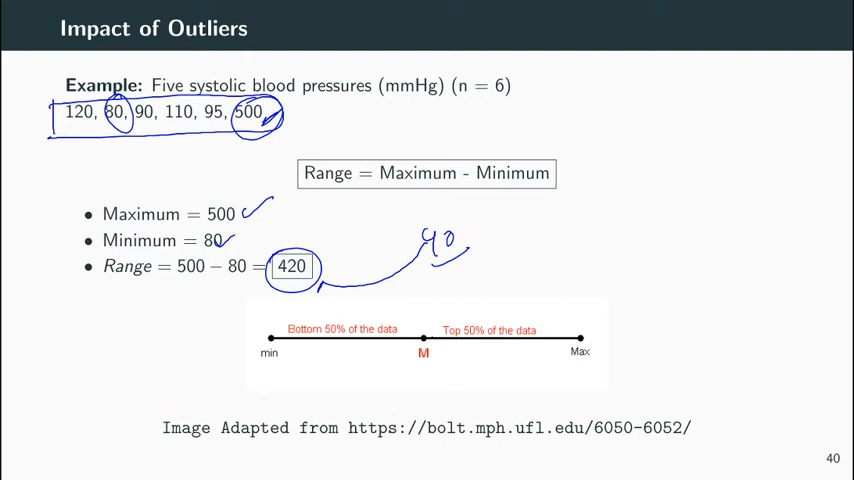 Impact of Outliers
Example: Five systolic blood pressures (mmHg) (n = 6)
120, 80, 90, 110, 95, 500,
Range = Maximum - Minimum
• Maximum = 500
• Minimum = 80
40
• Range = 500 − 80 = 420
Bottom 50% of the data Top 50% of the data
min M Max
Image Adapted from https://bolt.mph.ufl.edu/6050-6052/
40